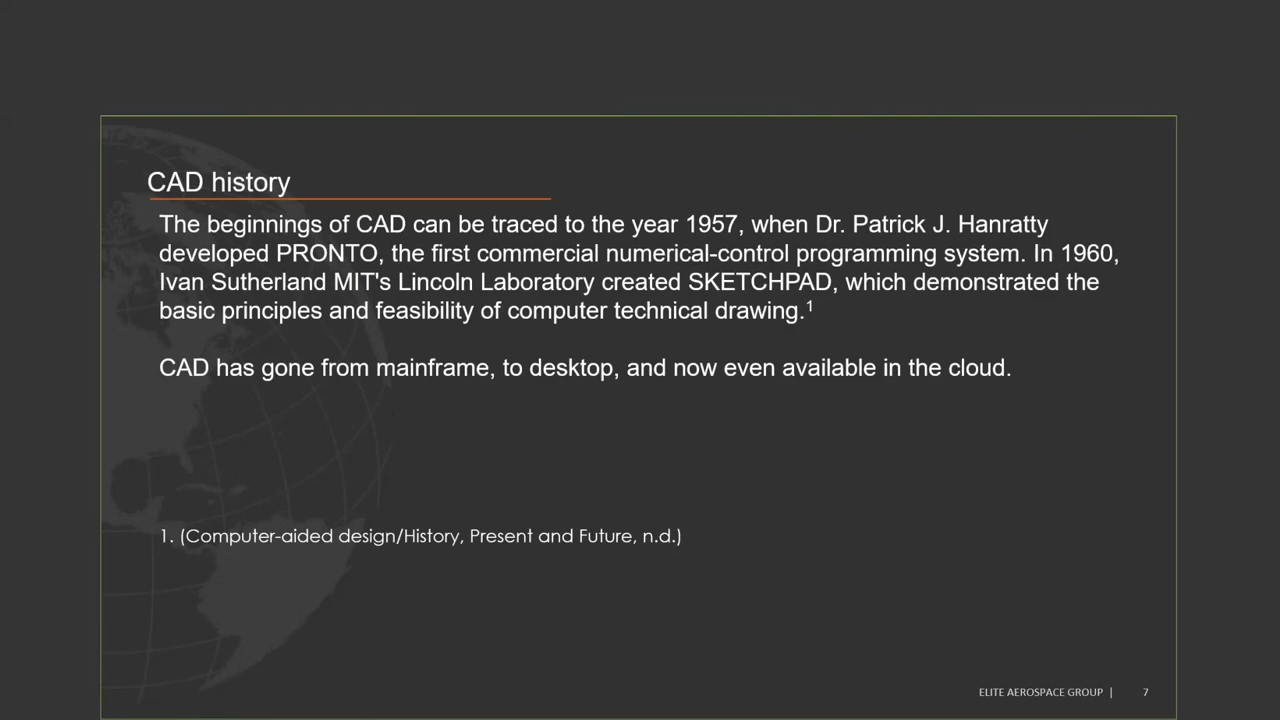 CAD history
The beginnings of CAD can be traced to the year 1957, when Dr. Patrick J. Hanratty
developed PRONTO, the first commercial numerical-control programming system. In 1960,
Ivan Sutherland MIT's Lincoln Laboratory created SKETCHPAD, which demonstrated the
basic principles and feasibility of computer technical drawing.¹
CAD has gone from mainframe, to desktop, and now even available in the cloud.
1. (Computer-aided design/History, Present and Future, n.d.)
ELITE AEROSPACE GROUP | 7